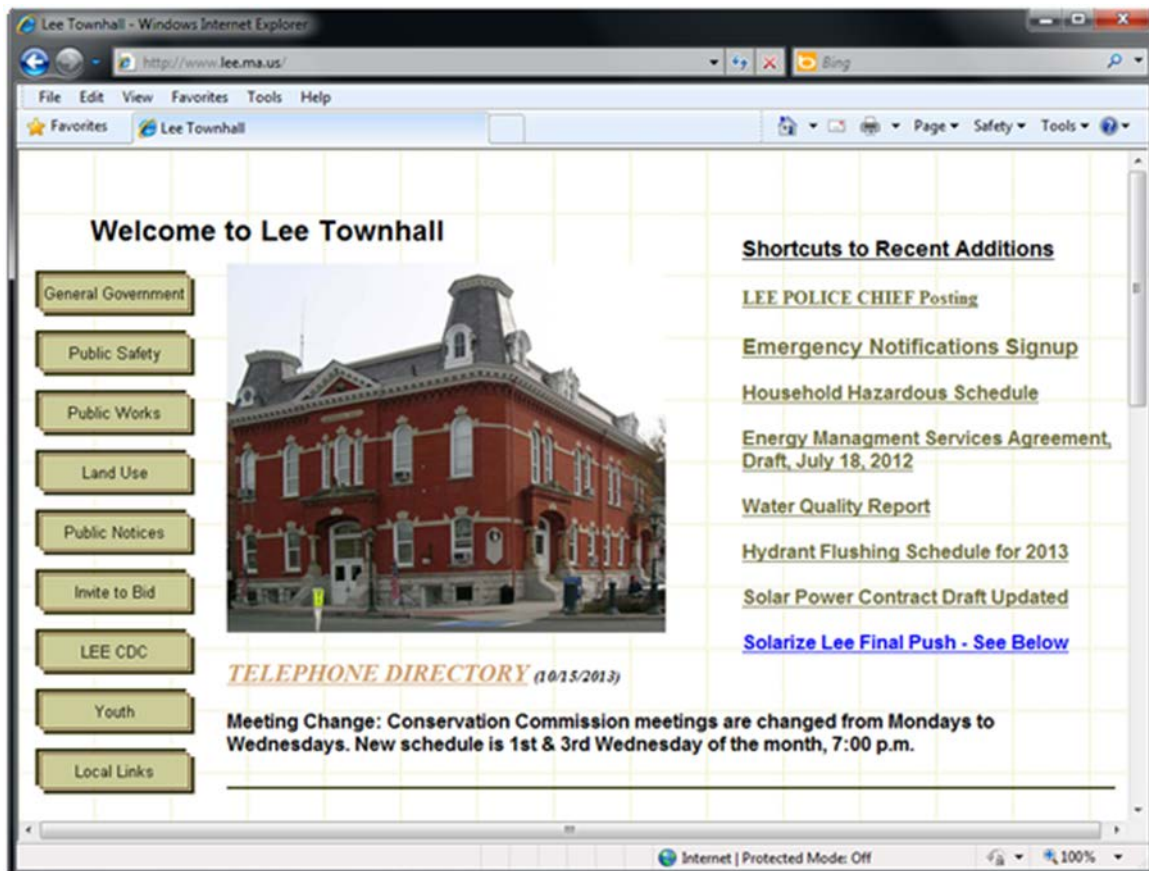 Lee Townhall - Windows Internet Explorer
http://www.lee.ma.us/
Bing
File Edit View Favorites Tools Help
Favorites Lee Townhall Page Safety Tools
Welcome to Lee Townhall
General Government
Public Safety
Public Works
Land Use
Public Notices
Invite to Bid
LEE CDC
Youth
Local Links
TELEPHONE DIRECTORY (10/15/2013)
Meeting Change: Conservation Commission meetings are changed from Mondays to
Wednesdays. New schedule is 1st & 3rd Wednesday of the month, 7:00 p.m.
Shortcuts to Recent Additions
LEE POLICE CHIEF Posting
Emergency Notifications Signup
Household Hazardous Schedule
Energy Managment Services Agreement,
Draft, July 18, 2012
Water Quality Report
Hydrant Flushing Schedule for 2013
Solar Power Contract Draft Updated
Solarize Lee Final Push - See Below
Internet | Protected Mode: Off 100%